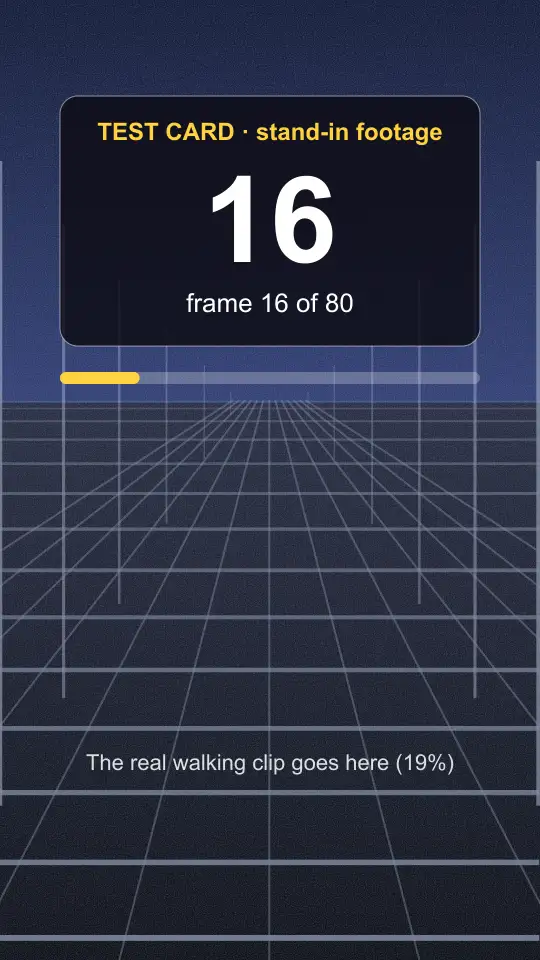 TEST CARD · stand-in footage
16
frame 16 of 80
The real walking clip goes here (19%)